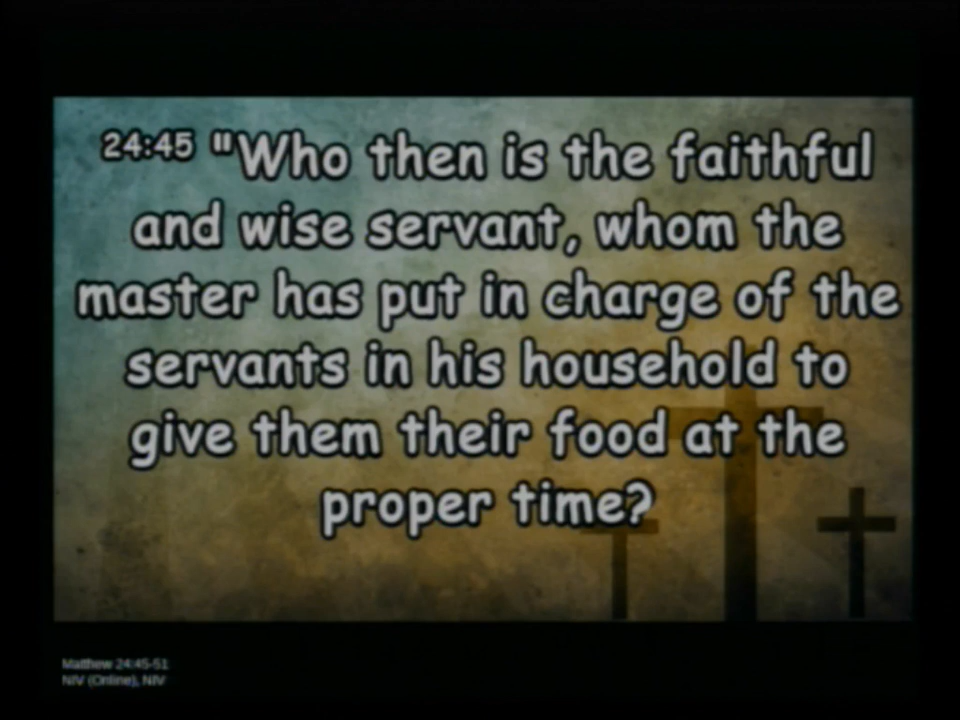 24:45 "Who then is the faithful
and wise servant, whom the
master has put in charge of the
servants in his household to
give them their food at the
proper time?
Matthew 24:45-51
NIV (Online), NIV